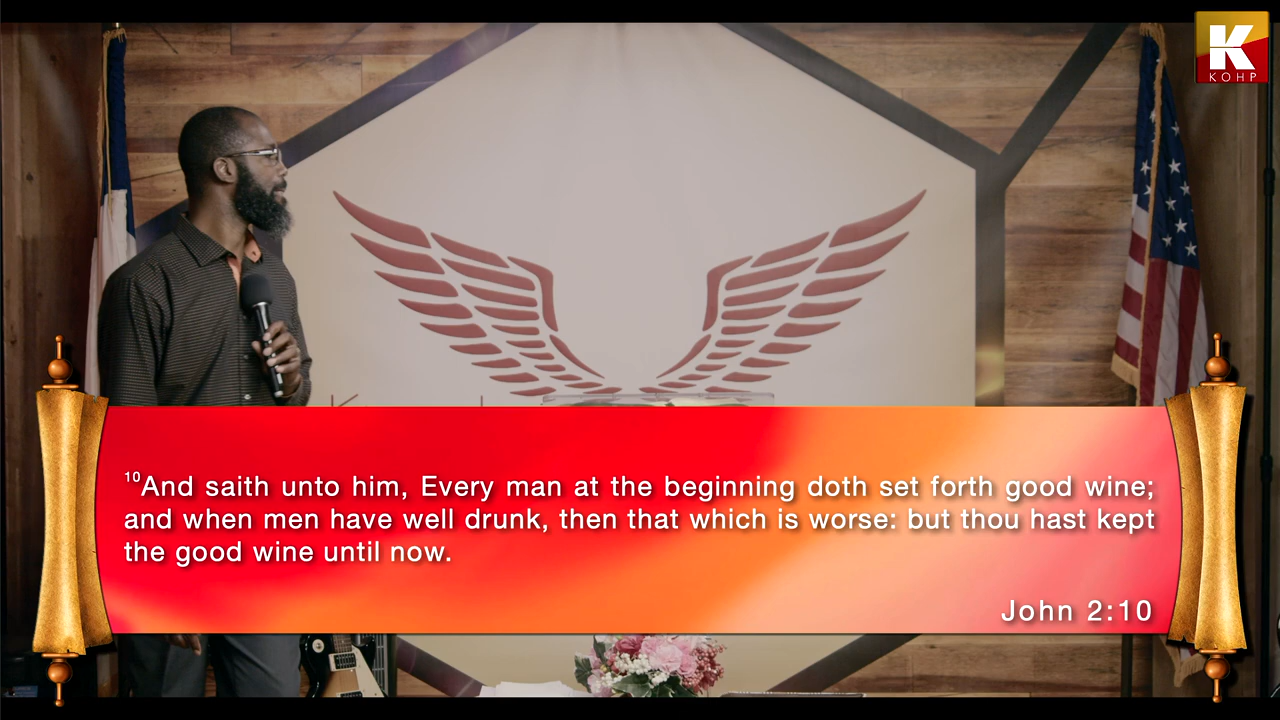 K
KOHP
¹⁰And saith unto him, Every man at the beginning doth set forth good wine;
and when men have well drunk, then that which is worse: but thou hast kept
the good wine until now.
John 2:10